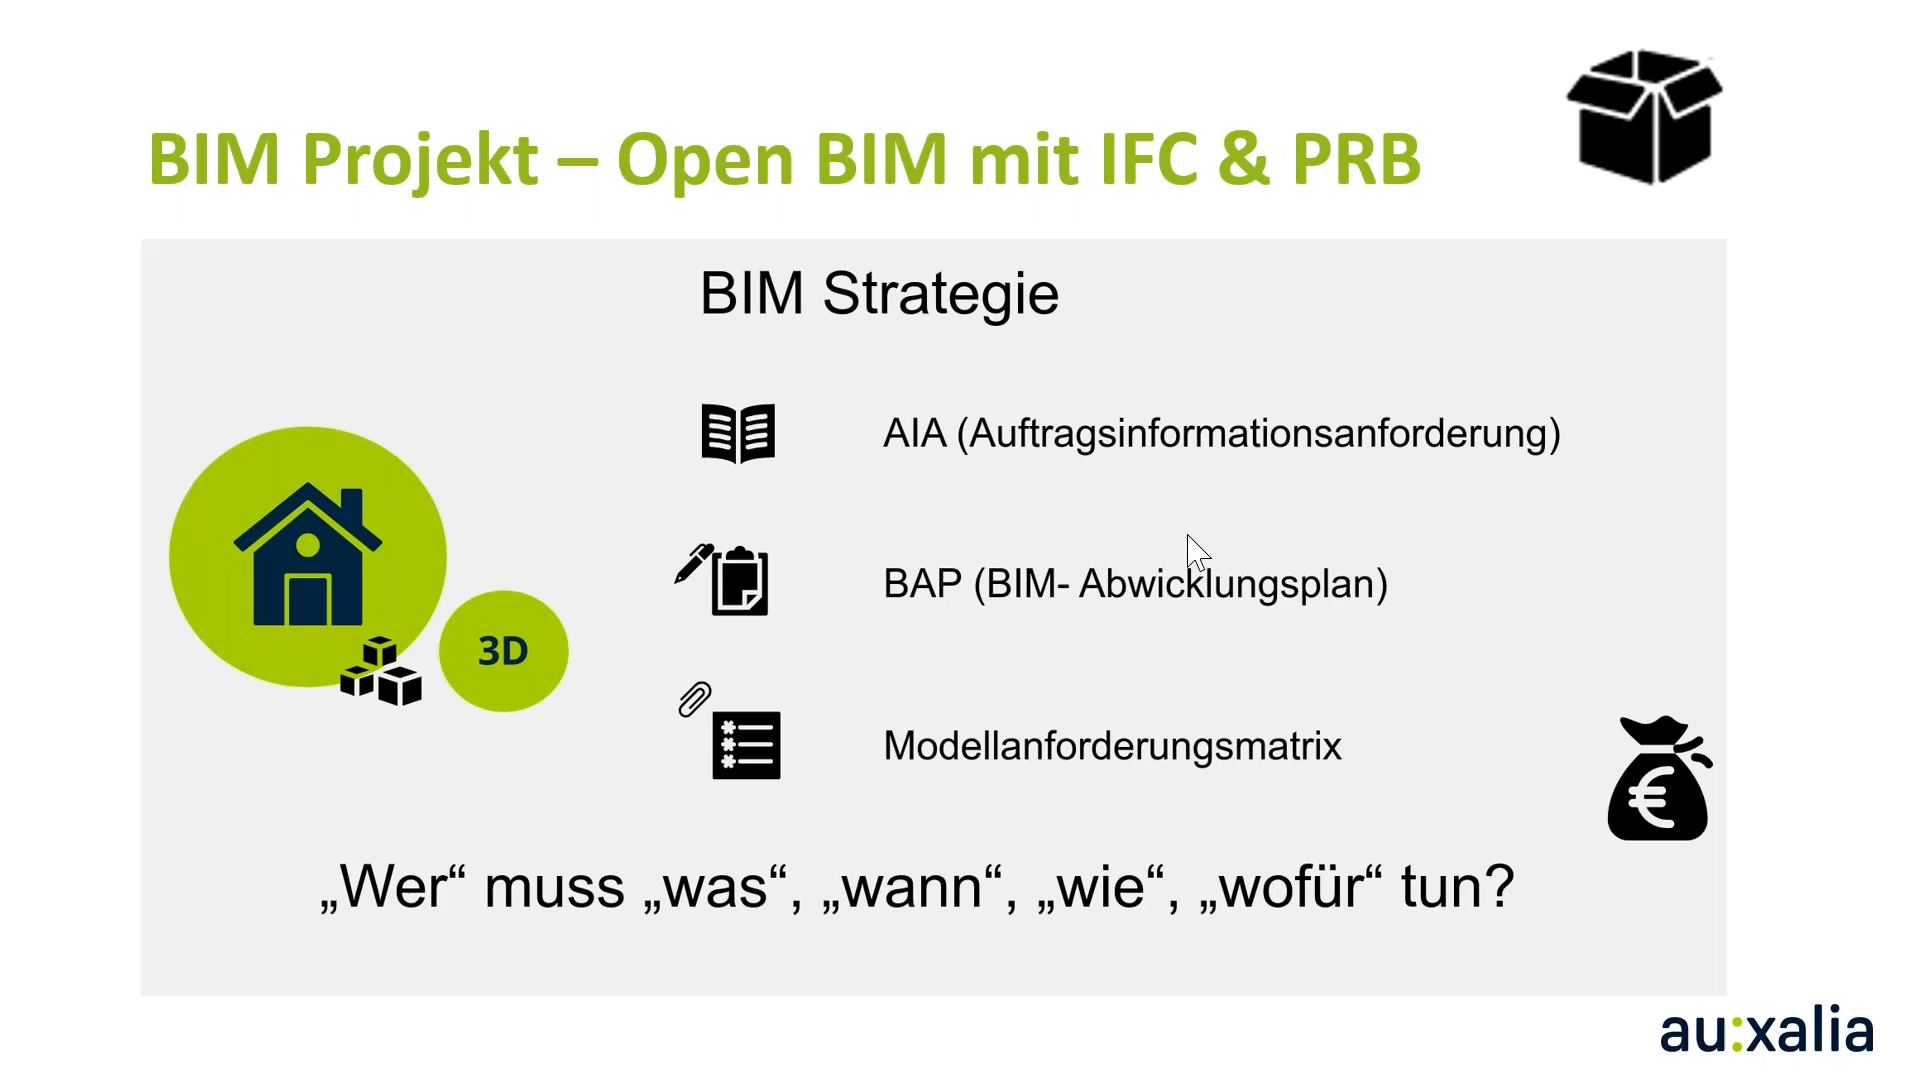 BIM Projekt – Open BIM mit IFC & PRB
BIM Strategie
AIA (Auftragsinformationsanforderung)
BAP (BIM- Abwicklungsplan)
3D
Modellanforderungsmatrix
€
„Wer“ muss „was“, „wann“, „wie“, „wofür“ tun?
au:xalia